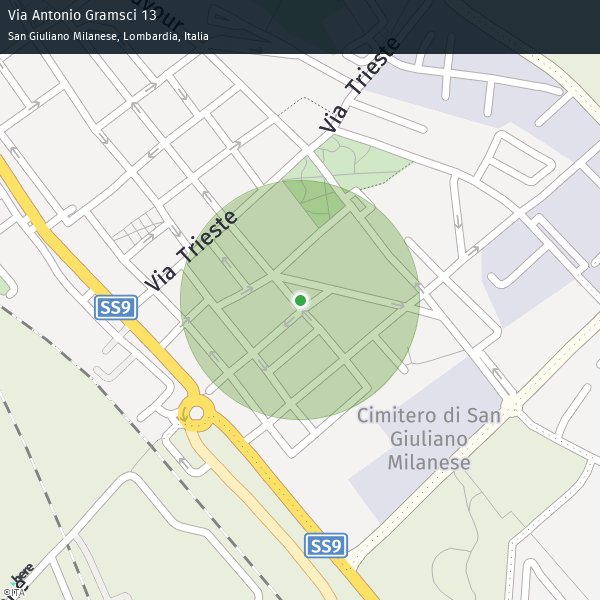 Via Antonio Gramsci 13
San Giuliano Milanese, Lombardia, Italia
Via Trieste
Via Trieste
SS9
Cimitero di San
Giuliano
Milanese
SS9
here